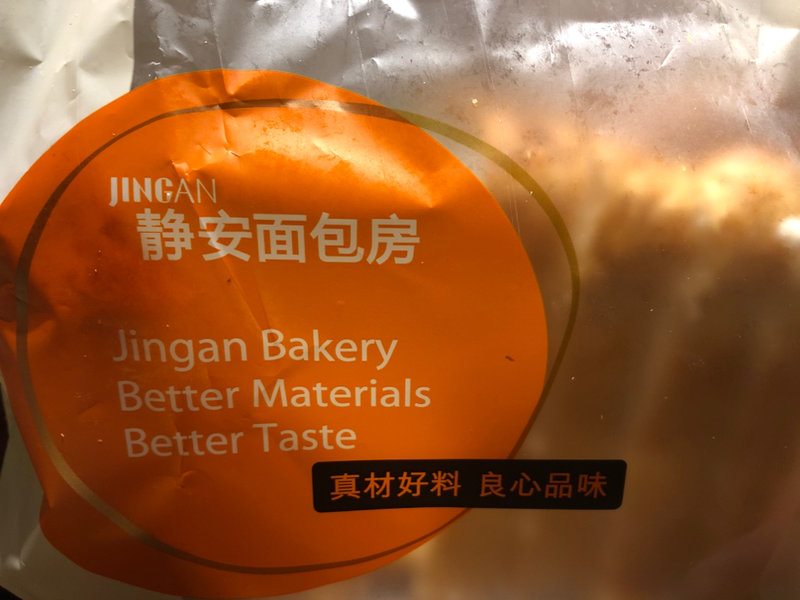 JINGAN
静安面包房
Jingan Bakery
Better Materials
Better Taste
真材好料 良心品味